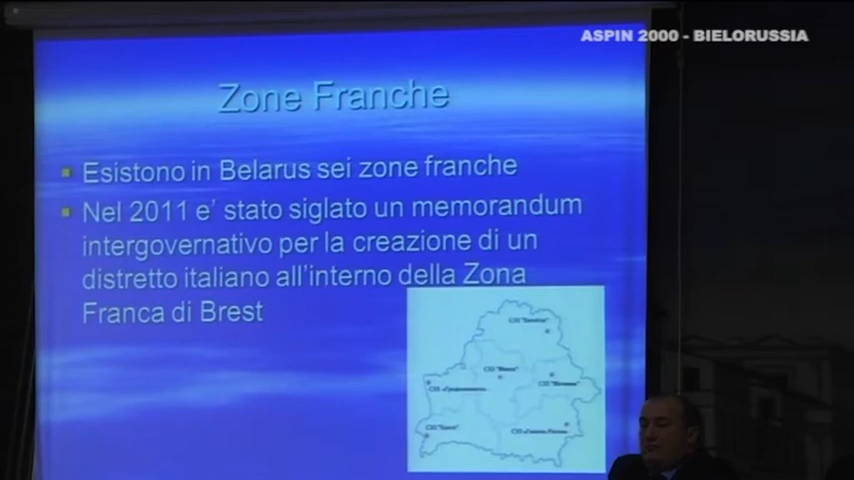 ASPIN 2000 - BIELORUSSIA
Zone Franche
Esistono in Belarus sei zone franche
Nel 2011 e' stato siglato un memorandum
intergovernativo per la creazione di un
distretto italiano all'interno della Zona
Franca di Brest